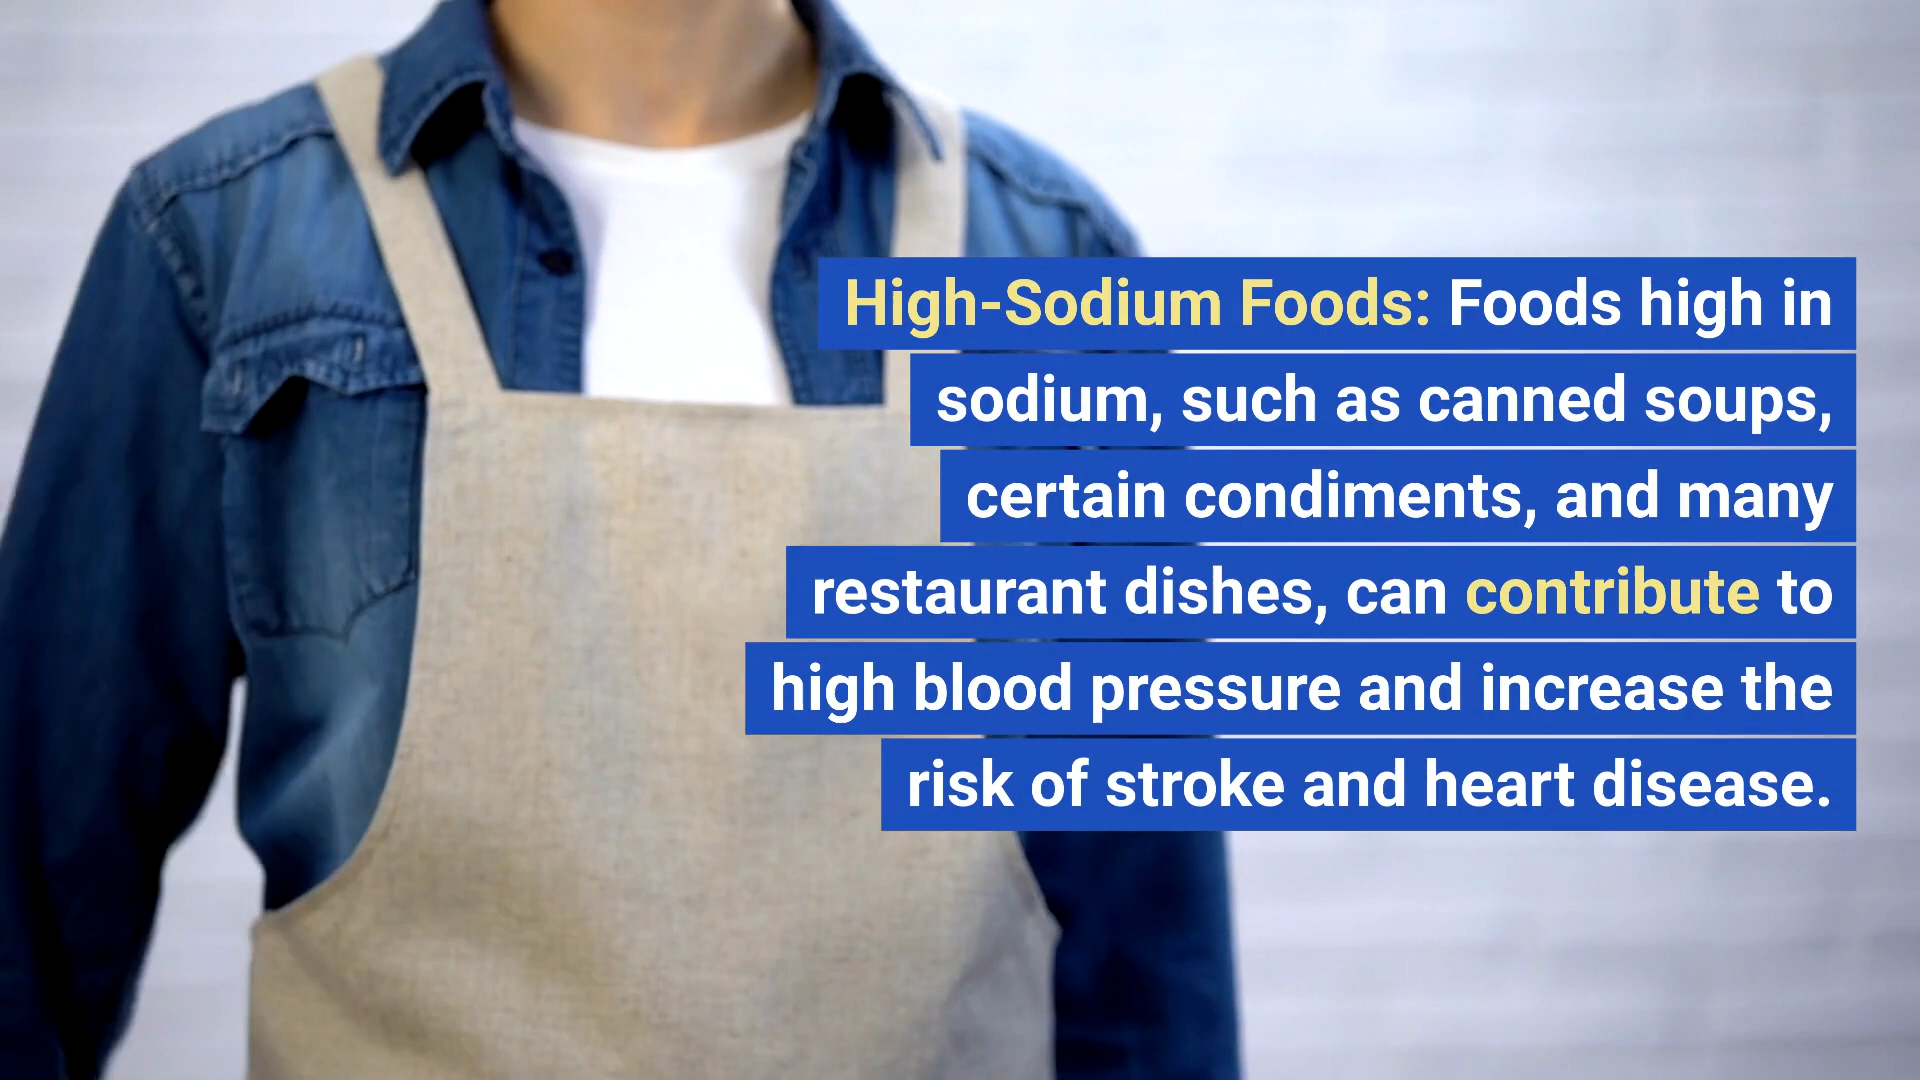 High-Sodium Foods: Foods high in
sodium, such as canned soups,
certain condiments, and many
restaurant dishes, can contribute to
high blood pressure and increase the
risk of stroke and heart disease.